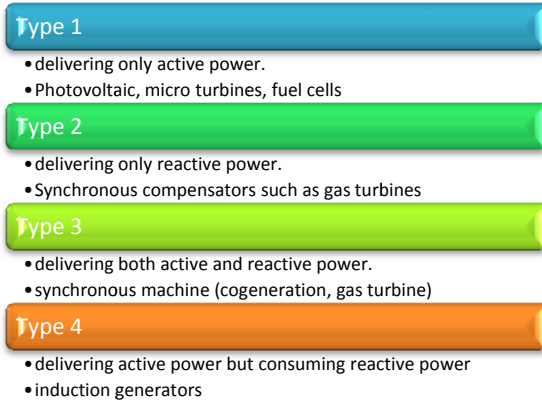 Type 1
•delivering only active power.
•Photovoltaic, micro turbines, fuel cells
Type 2
•delivering only reactive power.
•Synchronous compensators such as gas turbines
Type 3
•delivering both active and reactive power.
•synchronous machine (cogeneration, gas turbine)
Type 4
•delivering active power but consuming reactive power
•induction generators